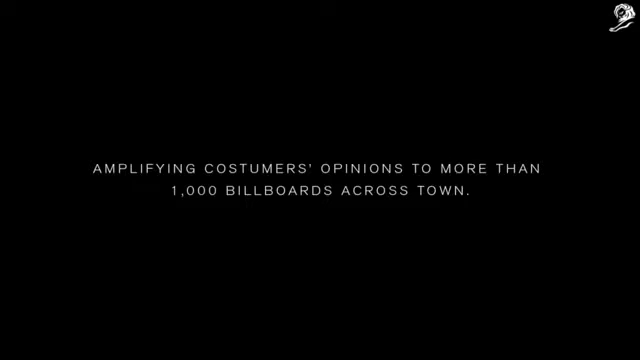 AMPLIFYING COSTUMERS' OPINIONS TO MORE THAN
1,000 BILLBOARDS ACROSS TOWN.